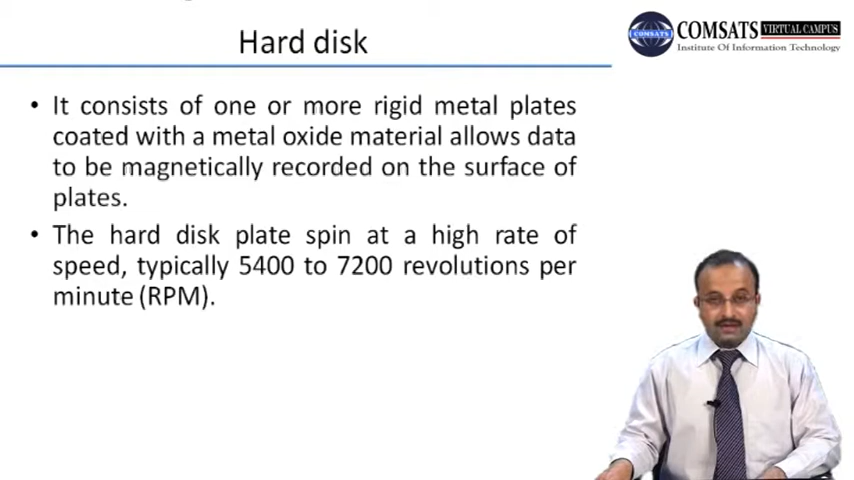 Hard disk
COMSATS VIRTUAL CAMPUS
COMSATS
Institute Of Information Technology
• It consists of one or more rigid metal plates
coated with a metal oxide material allows data
to be magnetically recorded on the surface of
plates.
• The hard disk plate spin at a high rate of
speed, typically 5400 to 7200 revolutions per
minute (RPM).